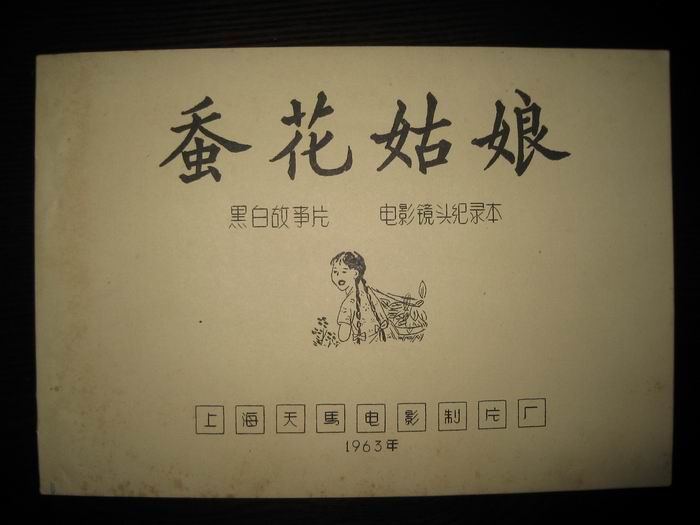 蚕花姑娘
黑白故事片 电影镜头纪录本
上海天馬电影制片厂
1963年